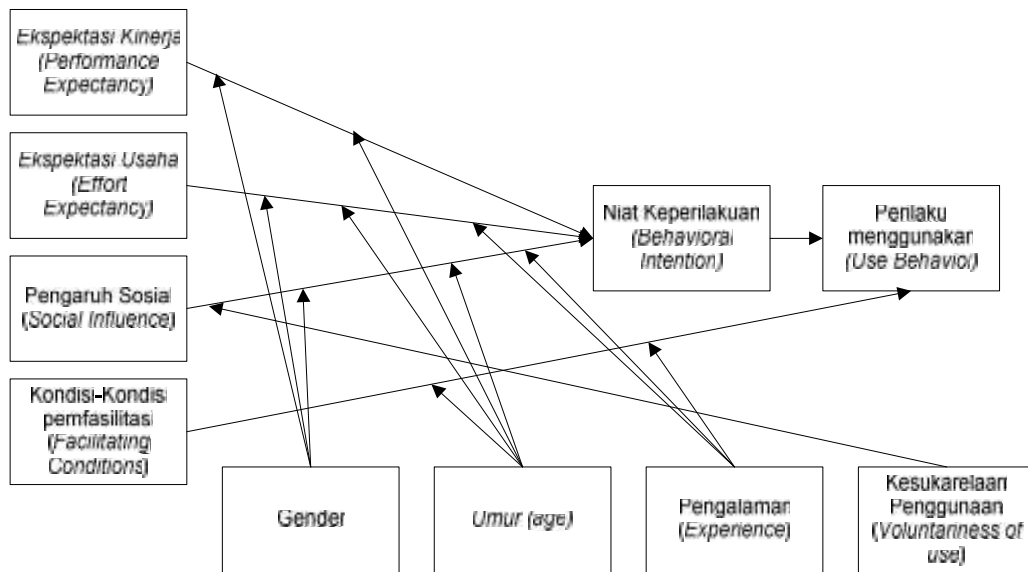 Ekspektasi Kinerja
(Performance
Expectancy)
Ekspektasi Usaha
(Effort
Expectancy)
Pengaruh Sosial
(Social Influence)
Kondisi-Kondisi
pemfasilitasi
(Facilitating
Conditions)
Niat Keperilakuan
(Behavioral
Intention)
Perilaku
menggunakan
(Use Behavior)
Gender
Umur (age)
Pengalaman
(Experience)
Kesukarelaan
Penggunaan
(Voluntariness of
use)